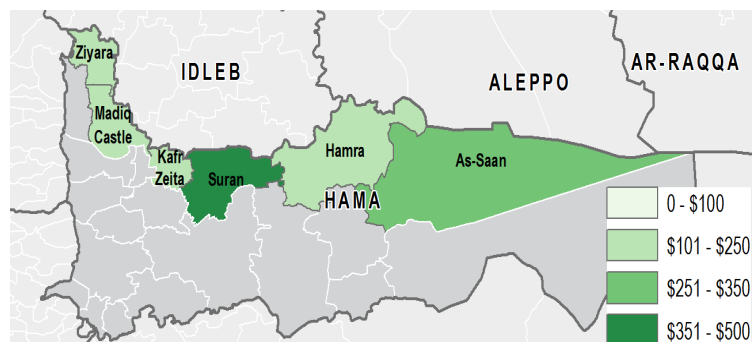 Ziyara
IDLEB
AR-RAQQA
ALEPPO
Madiq
Castle
Kafr
Zeita
Suran
Hamra
As-Saan
HAMA
0 - $100
$101 - $250
$251 - $350
$351 - $500